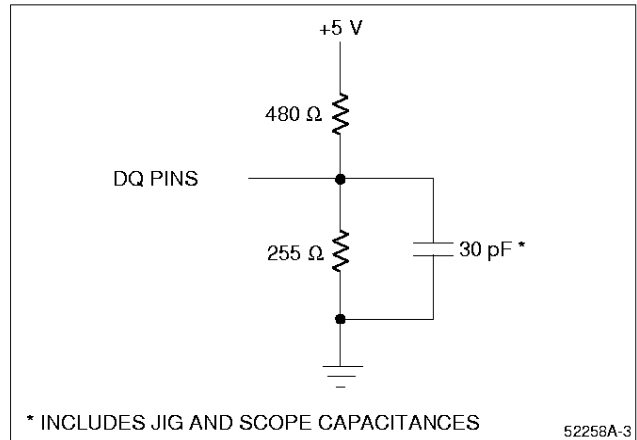 +5 V
480 Ω
DQ PINS
255 Ω
30 pF *
* INCLUDES JIG AND SCOPE CAPACITANCES
52258A-3